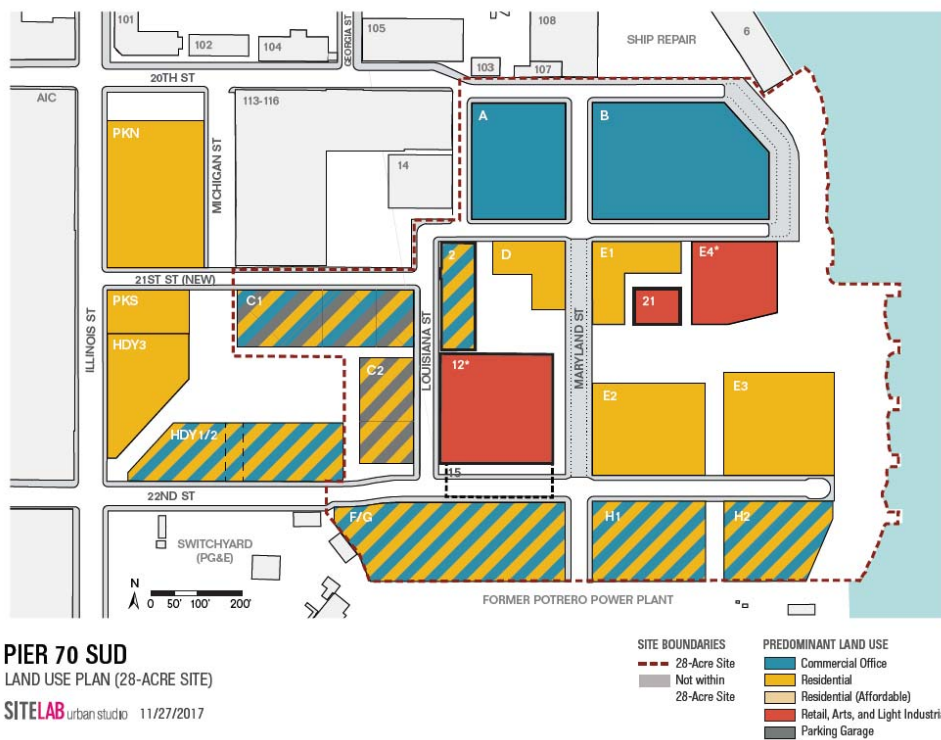 101
102
104
GEORGIA ST
105
108
103
107
SHIP REPAIR
6
20TH ST
AIC
PKN
MICHIGAN ST
113-116
14
A
B
21ST ST (NEW)
C1
2
D
E1
E4*
21
PKS
HDY3
ILLINOIS ST
LOUISIANA ST
MARYLAND ST
C2
12*
E2
E3
HDY1/2
15
22ND ST
F/G
H1
H2
SWITCHYARD
(PG&E)
N
0 50' 100' 200'
FORMER POTRERO POWER PLANT
PIER 70 SUD
LAND USE PLAN (28-ACRE SITE)
SITELAB urban studio 11/27/2017
SITE BOUNDARIES
28-Acre Site
Not within
28-Acre Site
PREDOMINANT LAND USE
Commercial Office
Residential
Residential (Affordable)
Retail, Arts, and Light Industria
Parking Garage